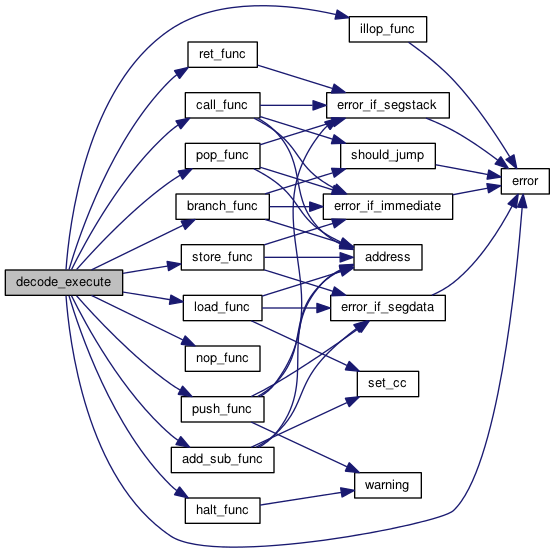 illop_func
ret_func
call_func
error_if_segstack
pop_func
should_jump
error
branch_func
error_if_immediate
store_func
address
decode_execute
load_func
error_if_segdata
nop_func
set_cc
push_func
add_sub_func
warning
halt_func